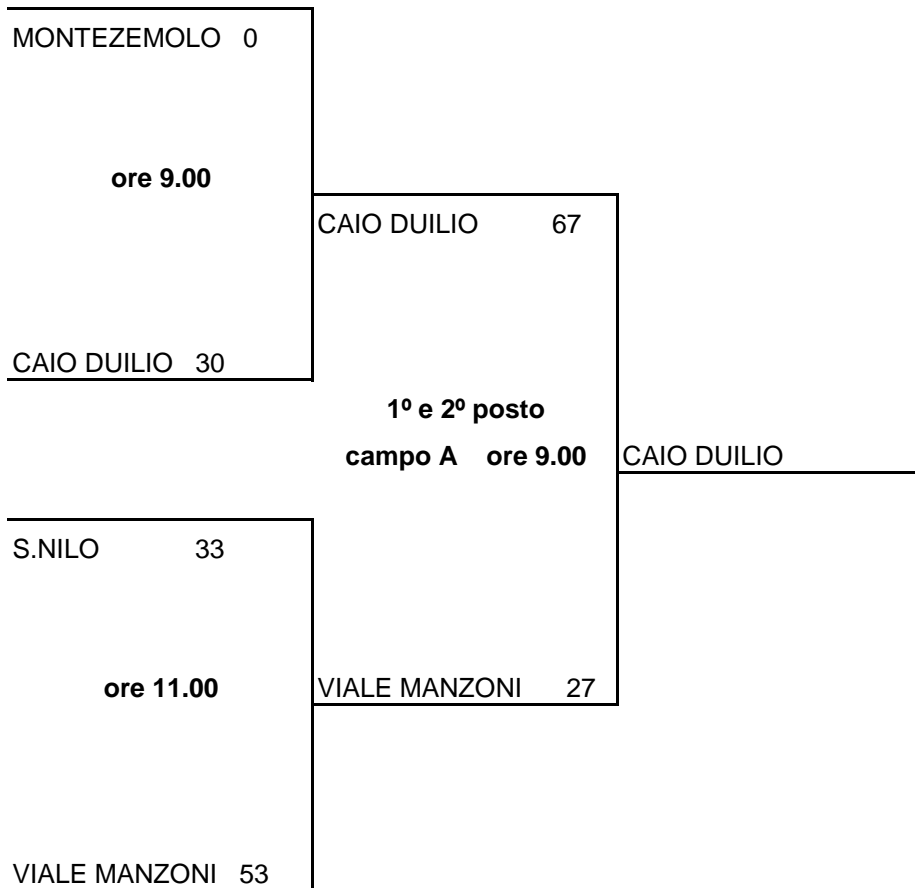 MONTEZEMOLO 0
ore 9.00
CAIO DUILIO 67
CAIO DUILIO 30
1º e 2º posto
campo A ore 9.00
CAIO DUILIO
S.NILO 33
ore 11.00
VIALE MANZONI 27
VIALE MANZONI 53